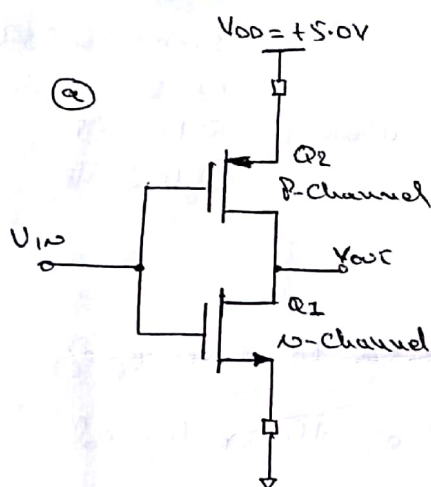 VDD = +5.0V
(a)
Q2
P-Channel
VIN
VOUT
Q1
n-Channel